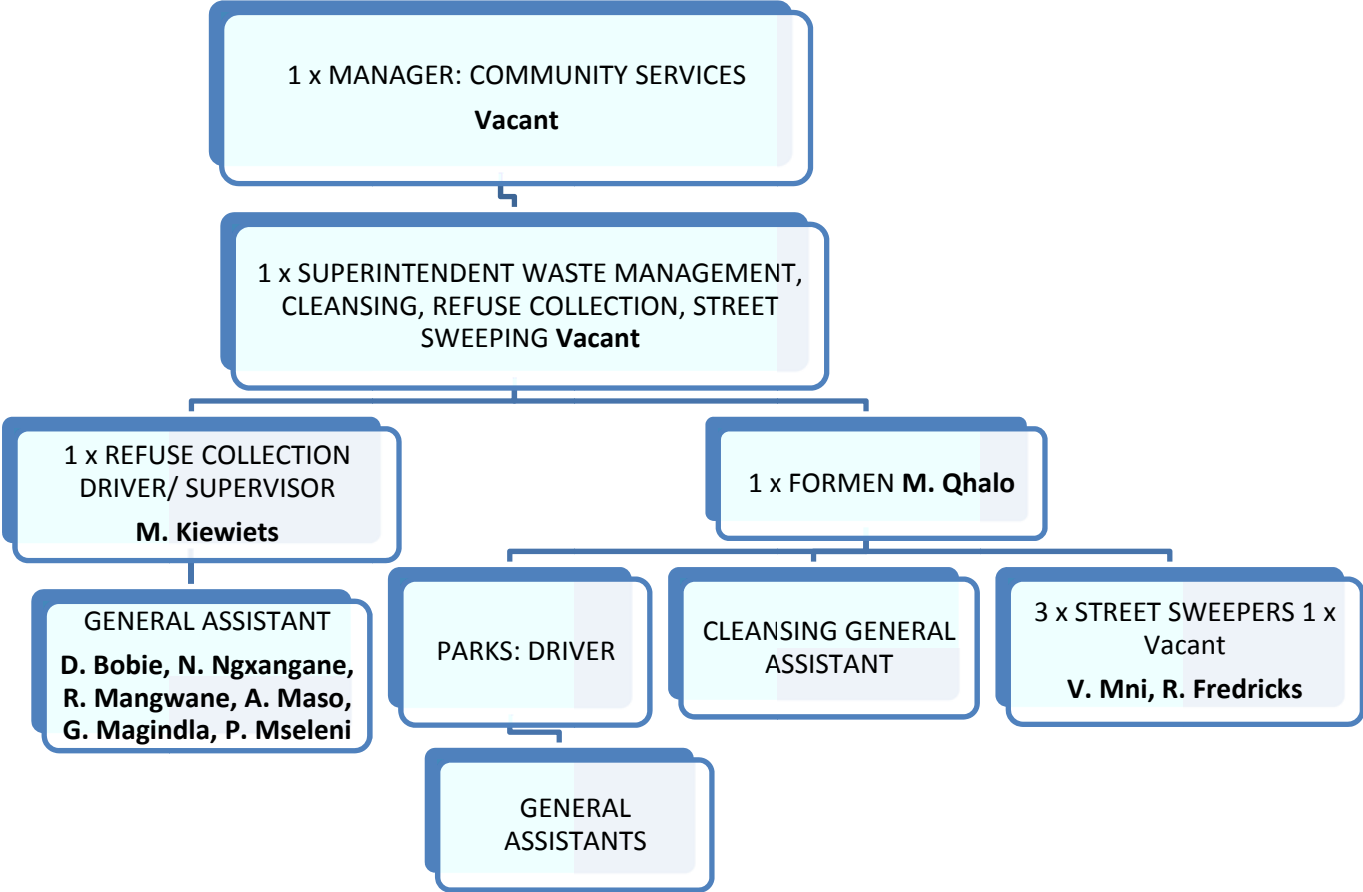 1 x MANAGER: COMMUNITY SERVICES
Vacant
1 x SUPERINTENDENT WASTE MANAGEMENT,
CLEANSING, REFUSE COLLECTION, STREET
SWEEPING Vacant
1 x REFUSE COLLECTION
DRIVER/ SUPERVISOR
M. Kiewiets
1 x FORMEN M. Qhalo
GENERAL ASSISTANT
D. Bobie, N. Ngxangane,
R. Mangwane, A. Maso,
G. Magindla, P. Mseleni
PARKS: DRIVER
CLEANSING GENERAL
ASSISTANT
3 x STREET SWEEPERS 1 x
Vacant
V. Mni, R. Fredricks
GENERAL
ASSISTANTS